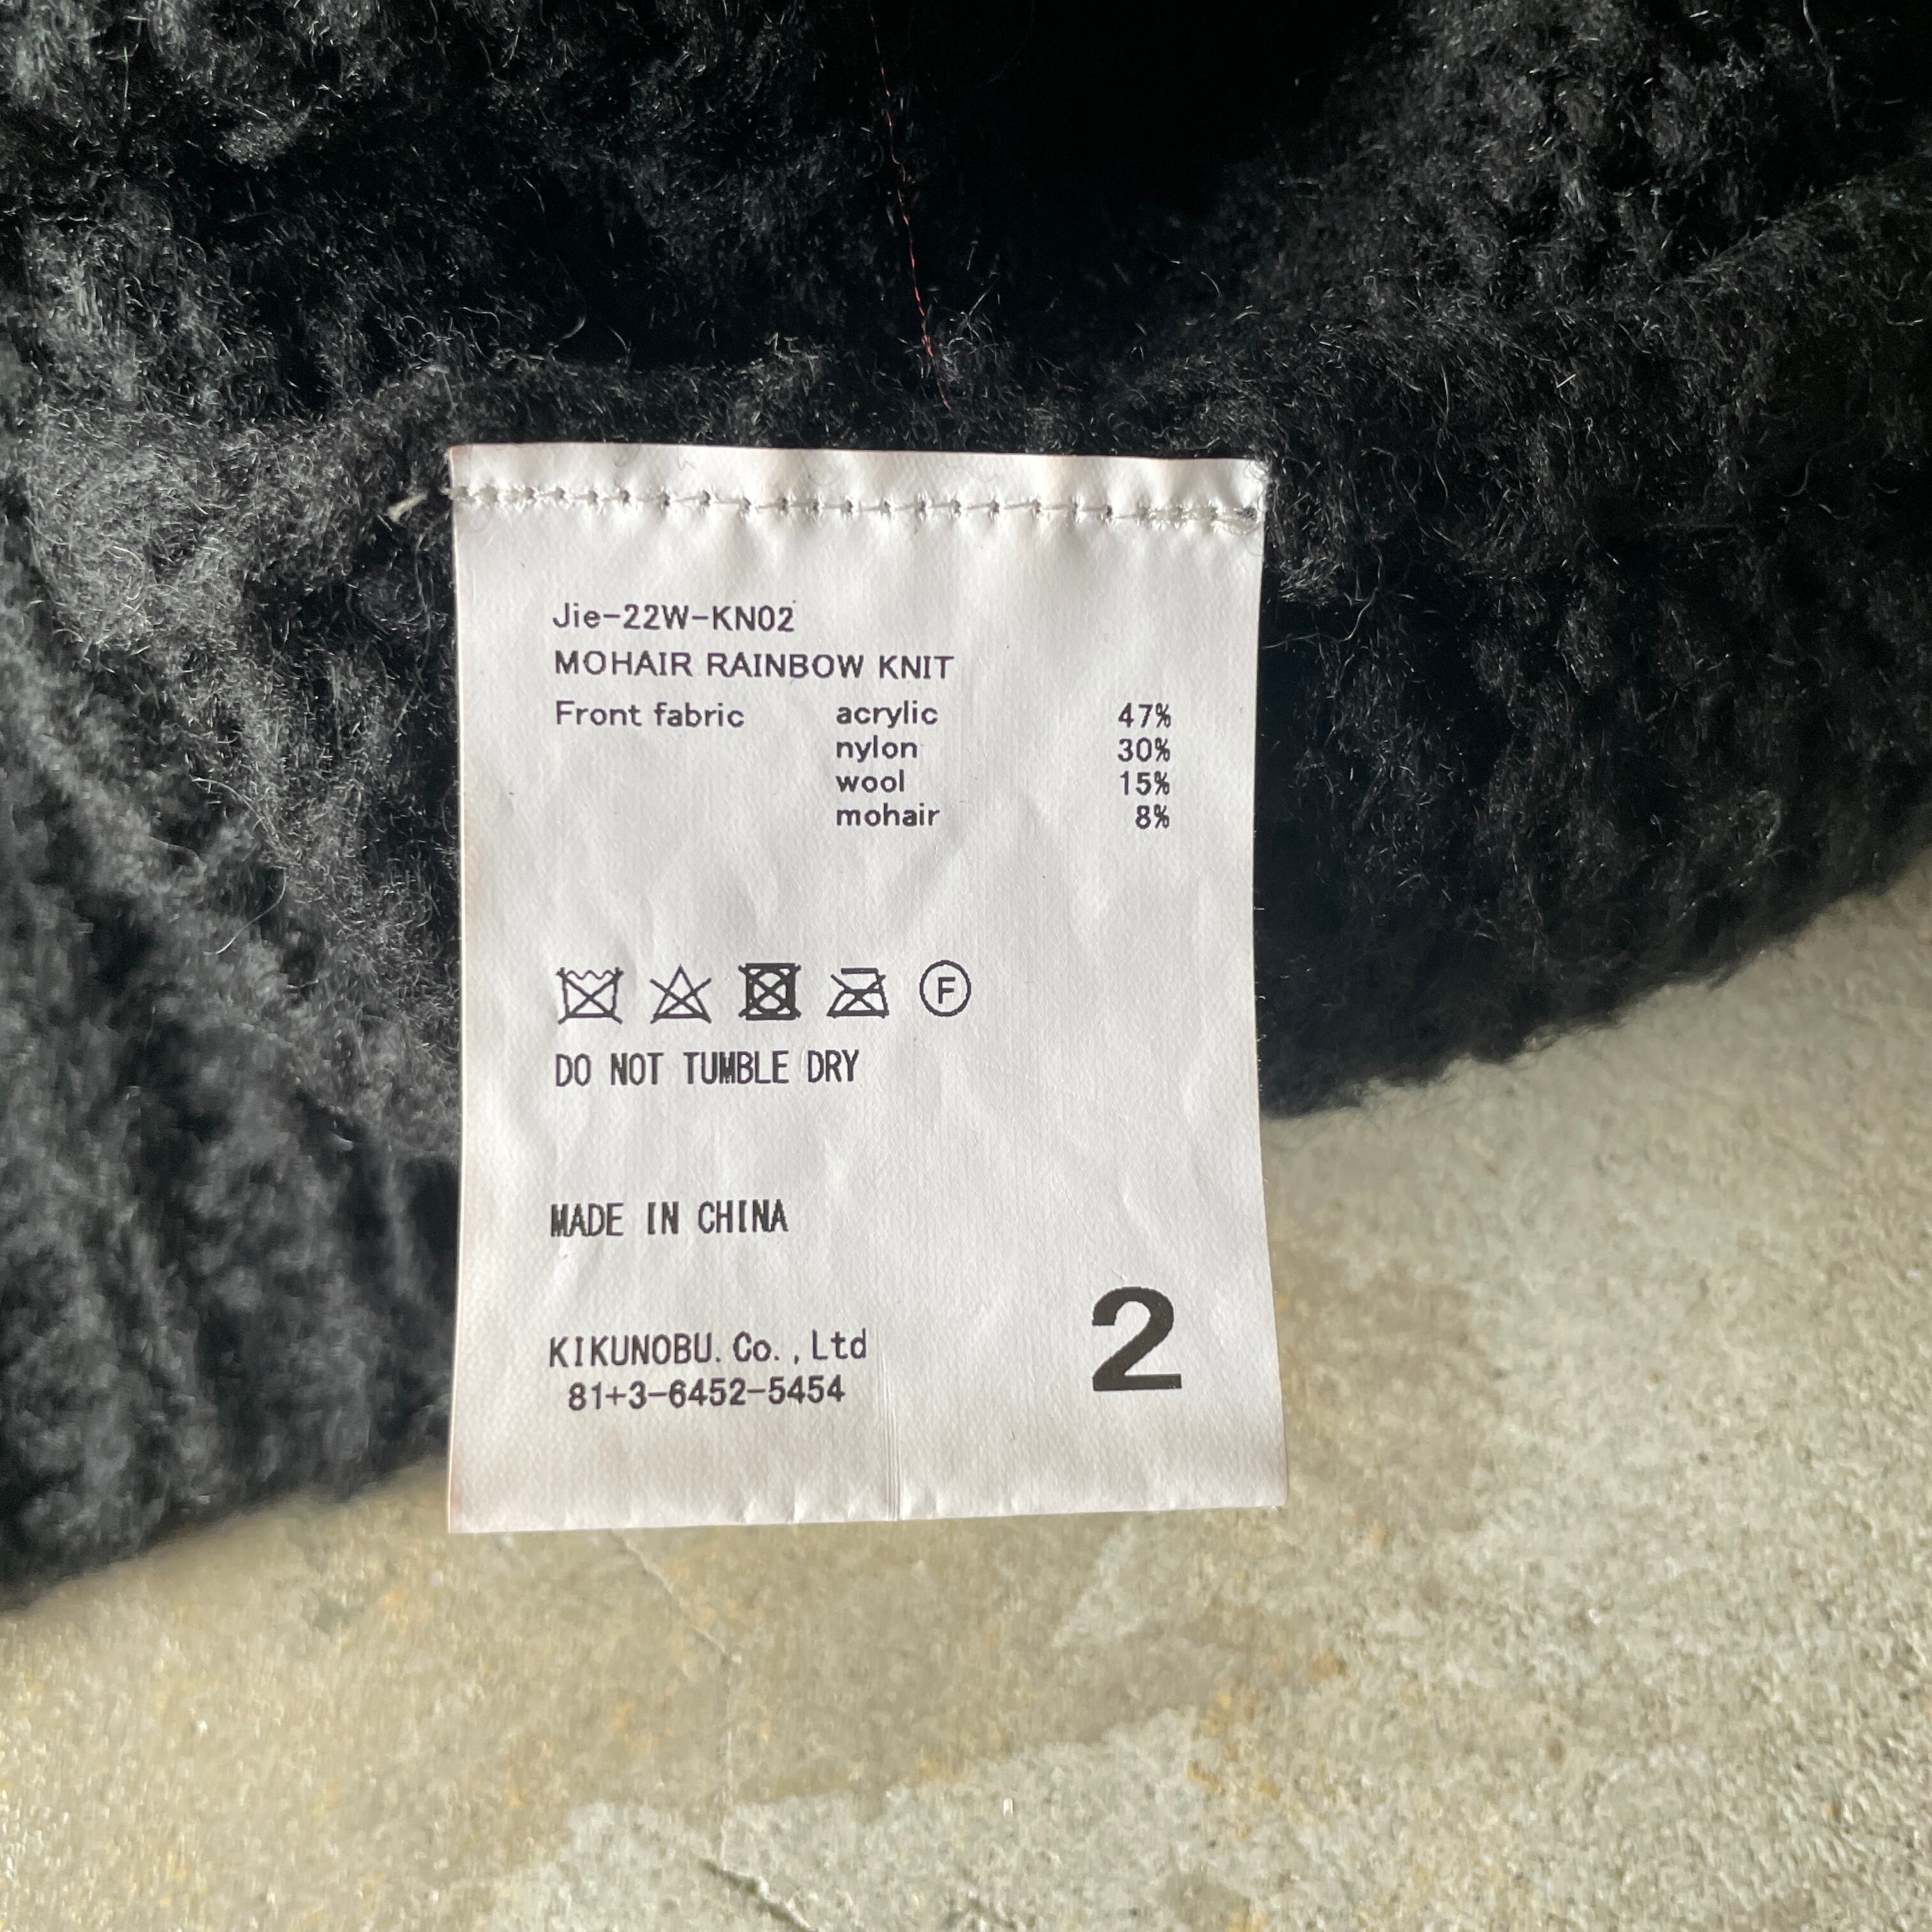 Jie-22W-KN02
MOHAIR RAINBOW KNIT
Front fabric acrylic 47%
nylon 30%
wool 15%
mohair 8%
F
DO NOT TUMBLE DRY
MADE IN CHINA
KIKUNOBU. Co. , Ltd
81+3-6452-5454
2